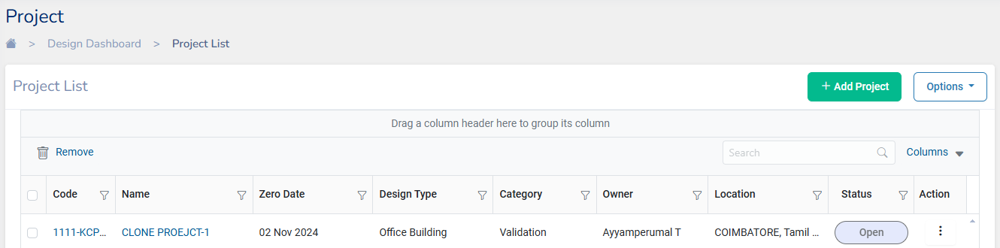 Project
> Design Dashboard > Project List
Project List
+ Add Project
Options
Drag a column header here to group its column
Remove
Search
Columns
Code Name Zero Date Design Type Category Owner Location Status Action
1111-KCP... CLONE PROEJCT-1 02 Nov 2024 Office Building Validation Ayyamperumal T COIMBATORE, Tamil ... Open